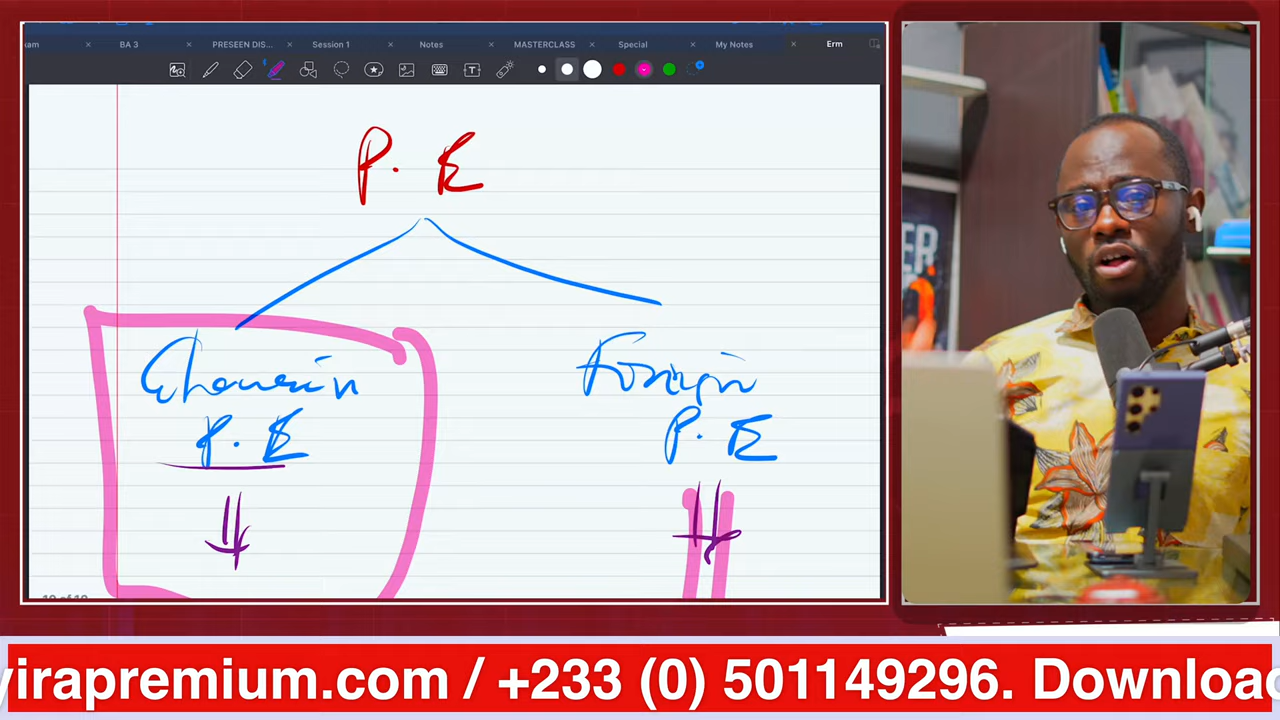 am
BA 3
PRESEEN DIS...
Session 1
Notes
MASTERCLASS
Special
My Notes
Erm
P. E
Ghanaian
P. E
Foreign
P. E
yirapremium.com / +233 (0) 501149296. Download